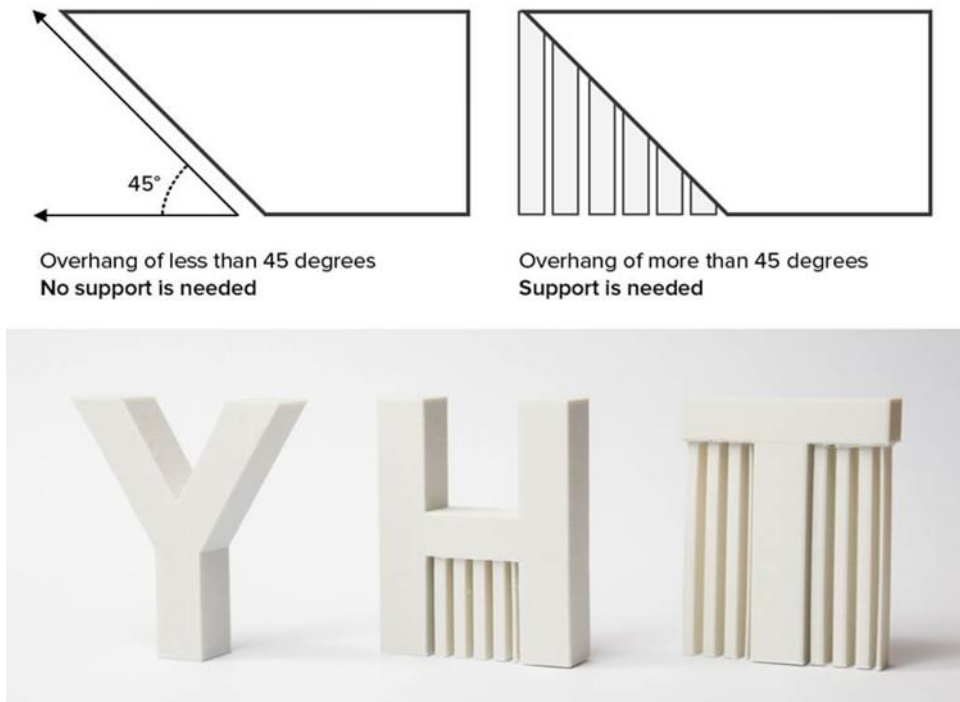 45°
Overhang of less than 45 degrees
No support is needed
Overhang of more than 45 degrees
Support is needed
Y H T